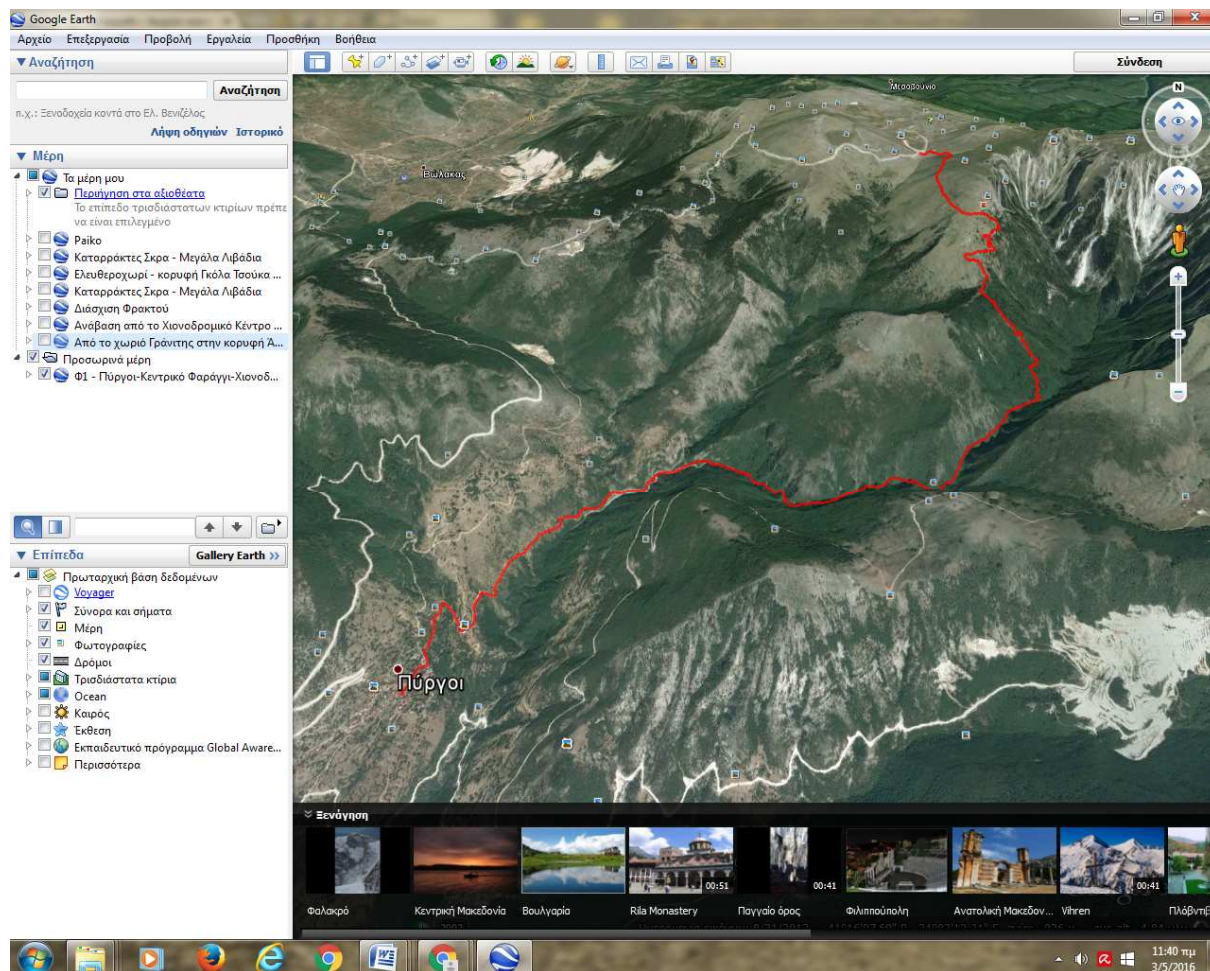 Google Earth
Αρχείο Επεξεργασία Προβολή Εργαλεία Προσθήκη Βοήθεια
Αναζήτηση
Σύνδεση
Αναζήτηση
π.χ.: Ξενοδοχεία κοντά στο Ελ. Βενιζέλος
Λήψη οδηγιών Ιστορικό
Μέρη
Τα μέρη μου
Περιήγηση στα αξιοθέατα
Το επίπεδο τρισδιάστατων κτιρίων πρέπε
να είναι επιλεγμένο
Paiko
Καταρράκτες Σκρα - Μεγάλα Λιβάδια
Ελευθεροχωρί - κορυφή Γκόλα Τσούκα ...
Καταρράκτες Σκρα - Μεγάλα Λιβάδια
Διάσχιση Φρακτού
Ανάβαση από το Χιονοδρομικό Κέντρο ...
Από το χωριό Γράνιτης στην κορυφή Ά...
Προσωρινά μέρη
Φ1 - Πύργοι-Κεντρικό Φαράγγι-Χιονοδ...
Επίπεδα
Gallery Earth >>
Πρωταρχική βάση δεδομένων
Voyager
Σύνορα και σήματα
Μέρη
Φωτογραφίες
Δρόμοι
Τρισδιάστατα κτίρια
Ocean
Καιρός
Έκθεση
Εκπαιδευτικό πρόγραμμα Global Aware...
Περισσότερα
Μεσοβούνιο
N
Βώλακας
Πύργοι
Ξενάγηση
00:51 00:41 00:41
Φαλακρό Κεντρική Μακεδονία Βουλγαρία Rila Monastery Παγγαίο όρος Φιλιππούπολη Ανατολική Μακεδον... Vihren Πλόβντιβ
11:40 πμ
3/5/2016